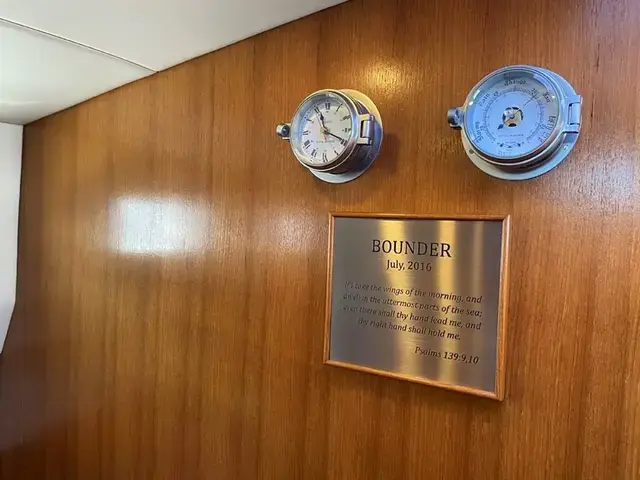 BOUNDER
July, 2016
If I take the wings of the morning, and
dwell in the uttermost parts of the sea;
even there shall thy hand lead me, and
thy right hand shall hold me.
Psalms 139:9,10